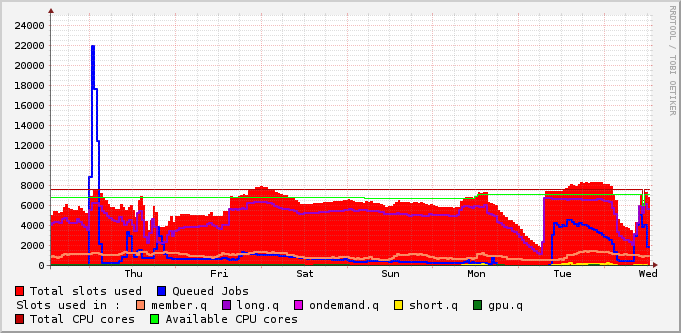 24000
22000
20000
18000
16000
14000
12000
10000
8000
6000
4000
2000
0
Thu Fri Sat Sun Mon Tue Wed
Total slots used Queued Jobs
Slots used in : member.q long.q ondemand.q short.q gpu.q
Total CPU cores Available CPU cores
RRDTOOL / TOBI OETIKER